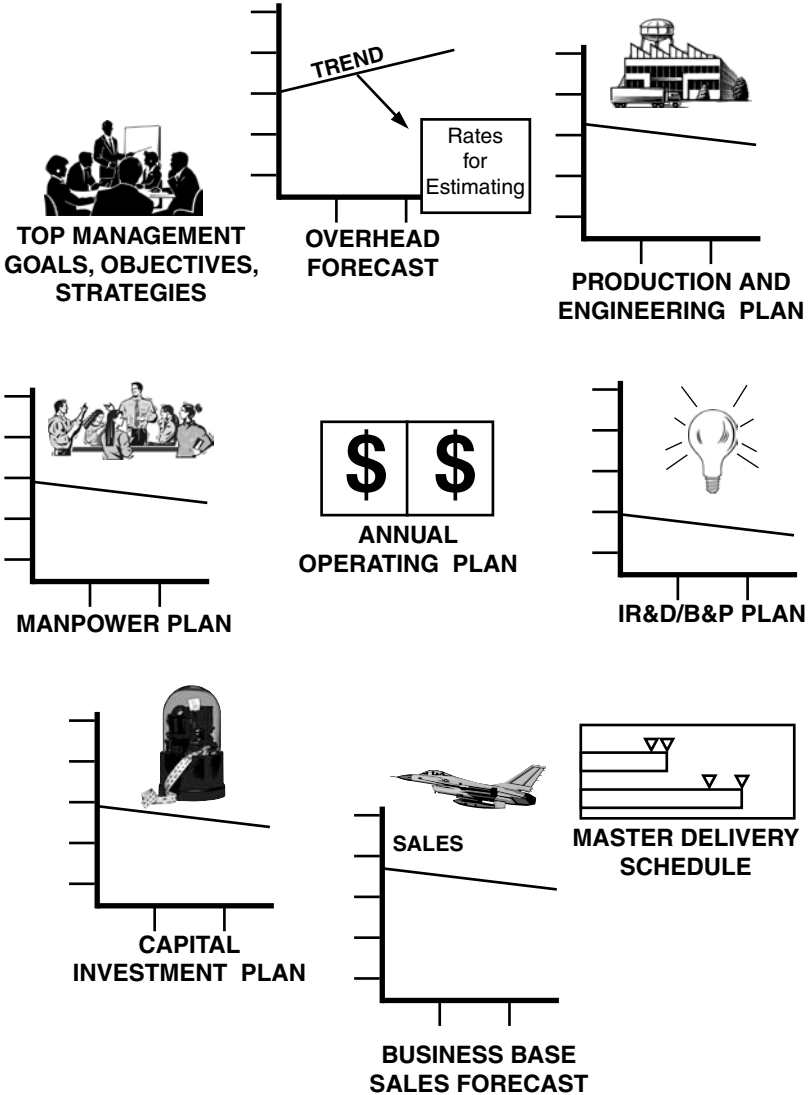 TREND
Rates
for
Estimating
TOP MANAGEMENT
GOALS, OBJECTIVES,
STRATEGIES
OVERHEAD
FORECAST
PRODUCTION AND
ENGINEERING PLAN
MANPOWER PLAN
$ $
ANNUAL
OPERATING PLAN
IR&D/B&P PLAN
CAPITAL
INVESTMENT PLAN
SALES
BUSINESS BASE
SALES FORECAST
MASTER DELIVERY
SCHEDULE